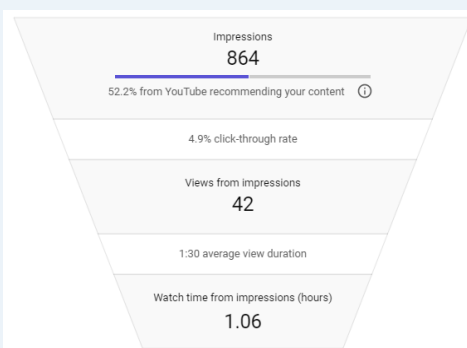 Impressions
864
52.2% from YouTube recommending your content
4.9% click-through rate
Views from impressions
42
1:30 average view duration
Watch time from impressions (hours)
1.06